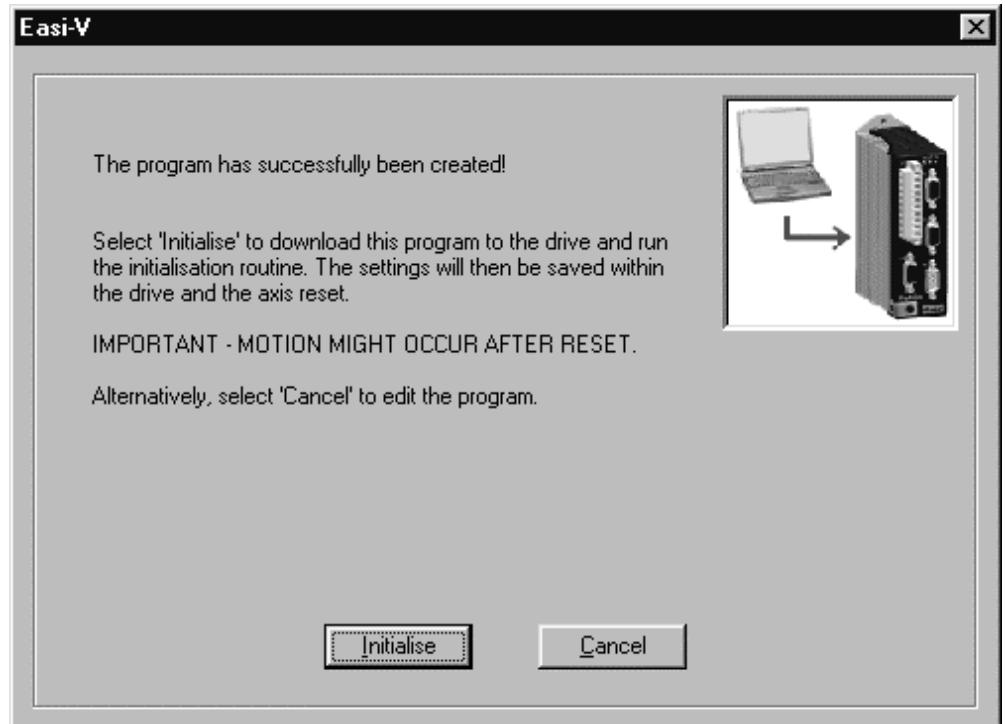 Easi-V
The program has successfully been created!
Select 'Initialise' to download this program to the drive and run
the initialisation routine. The settings will then be saved within
the drive and the axis reset.
IMPORTANT - MOTION MIGHT OCCUR AFTER RESET.
Alternatively, select 'Cancel' to edit the program.
Initialise
Cancel